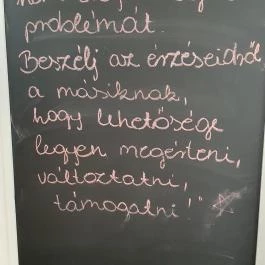 problémát.
Beszélj az érzéseidről
a másiknak,
hogy lehetősége
legyen megérteni,
változtatni,
támogatni!"